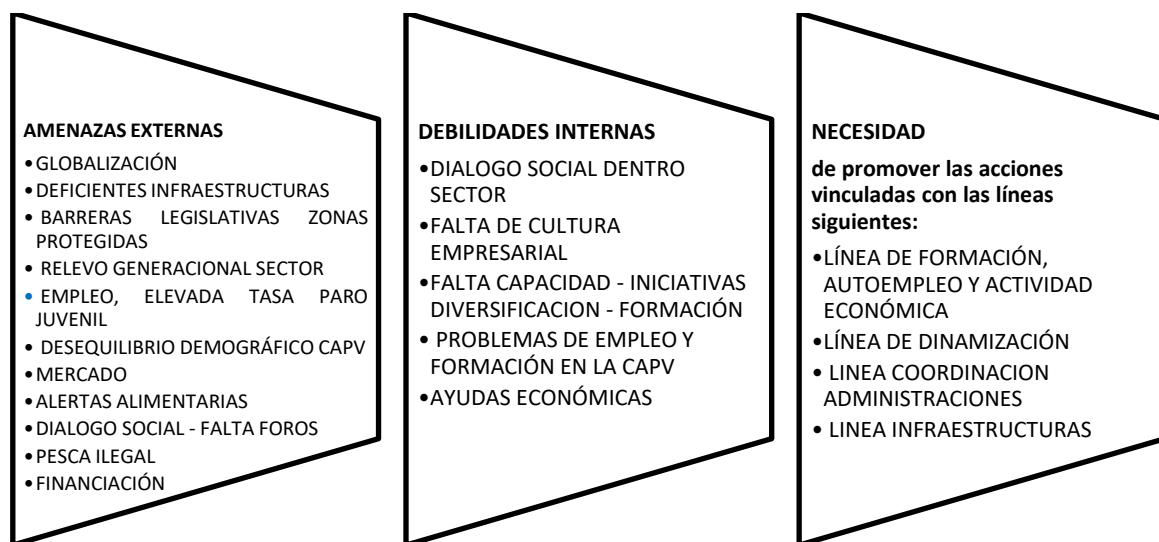 AMENAZAS EXTERNAS
•GLOBALIZACIÓN
•DEFICIENTES INFRAESTRUCTURAS
• BARRERAS LEGISLATIVAS ZONAS
PROTEGIDAS
• RELEVO GENERACIONAL SECTOR
• EMPLEO, ELEVADA TASA PARO
JUVENIL
• DESEQUILIBRIO DEMOGRÁFICO CAPV
•MERCADO
•ALERTAS ALIMENTARIAS
•DIALOGO SOCIAL - FALTA FOROS
•PESCA ILEGAL
•FINANCIACIÓN
DEBILIDADES INTERNAS
•DIALOGO SOCIAL DENTRO
SECTOR
•FALTA DE CULTURA
EMPRESARIAL
•FALTA CAPACIDAD - INICIATIVAS
DIVERSIFICACION - FORMACIÓN
• PROBLEMAS DE EMPLEO Y
FORMACIÓN EN LA CAPV
•AYUDAS ECONÓMICAS
NECESIDAD
de promover las acciones
vinculadas con las líneas
siguientes:
•LÍNEA DE FORMACIÓN,
AUTOEMPLEO Y ACTIVIDAD
ECONÓMICA
•LÍNEA DE DINAMIZACIÓN
• LINEA COORDINACION
ADMINISTRACIONES
• LINEA INFRAESTRUCTURAS